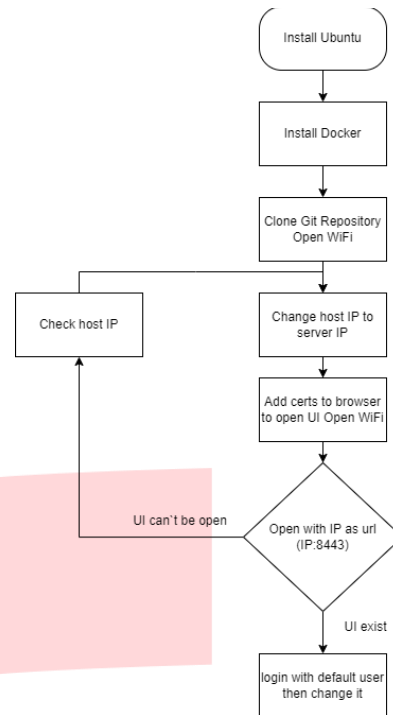 Install Ubuntu
Install Docker
Clone Git Repository
Open WiFi
Check host IP
Change host IP to
server IP
Add certs to browser
to open UI Open WiFi
UI can`t be open
Open with IP as url
(IP:8443)
UI exist
login with default user
then change it